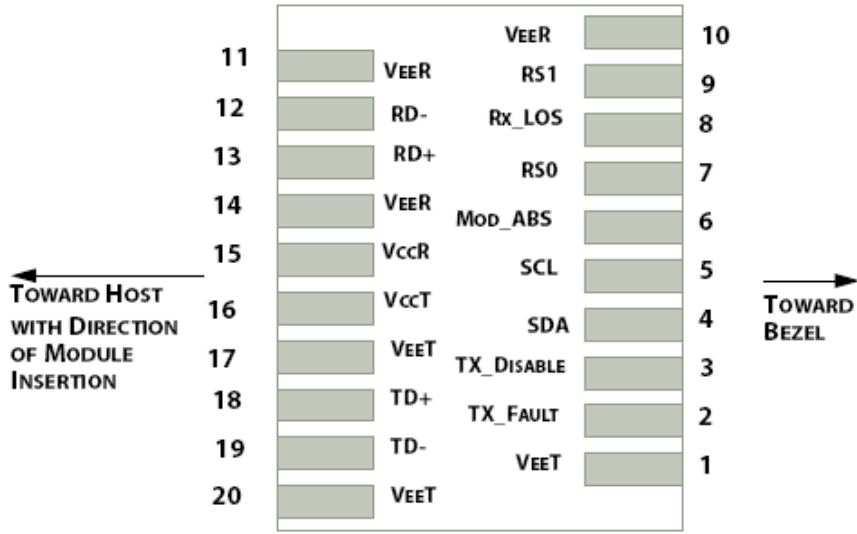 11 VEER
12 RD-
13 RD+
14 VEER
15 VccR
16 VccT
17 VEET
18 TD+
19 TD-
20 VEET
VEER 10
RS1 9
Rx_LOS 8
RS0 7
MOD_ABS 6
SCL 5
SDA 4
TX_DISABLE 3
TX_FAULT 2
VEET 1
TOWARD HOST
WITH DIRECTION
OF MODULE
INSERTION
TOWARD
BEZEL